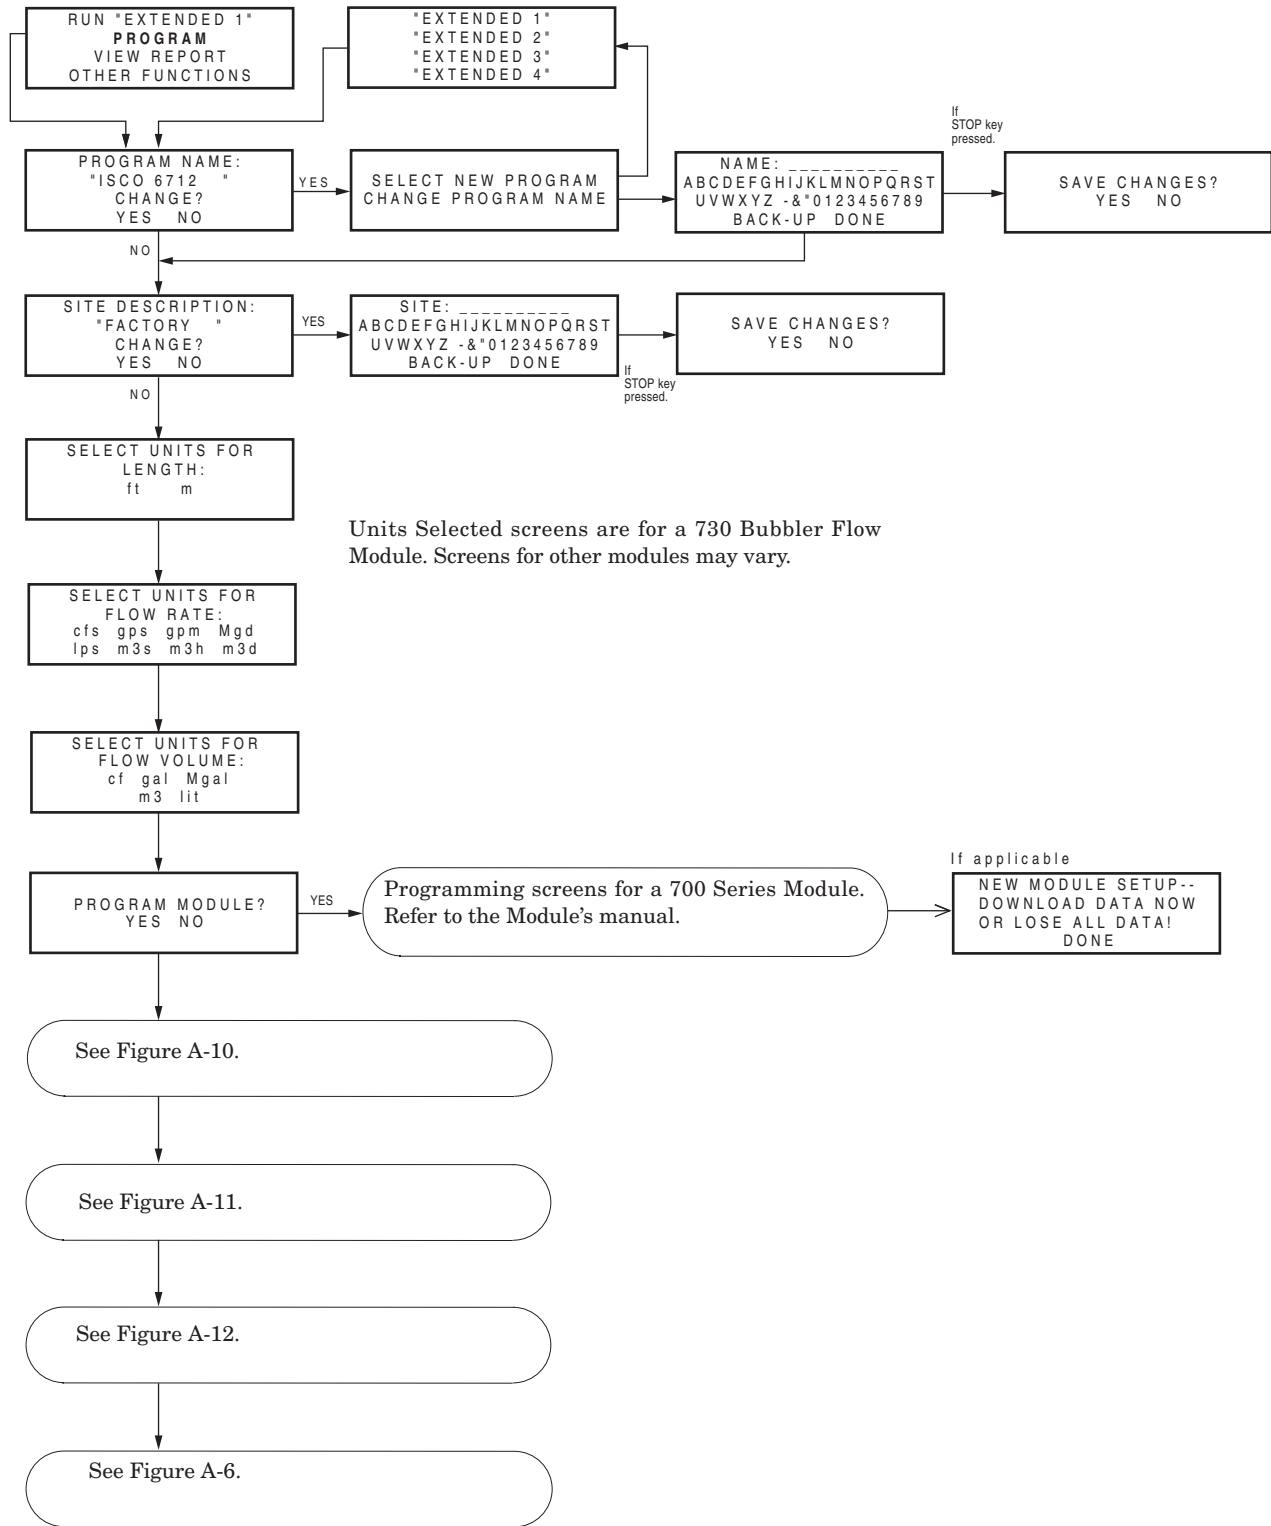 RUN "EXTENDED 1"
PROGRAM
VIEW REPORT
OTHER FUNCTIONS
"EXTENDED 1"
"EXTENDED 2"
"EXTENDED 3"
"EXTENDED 4"
PROGRAM NAME:
"ISCO 6712 "
CHANGE?
YES NO
YES
SELECT NEW PROGRAM
CHANGE PROGRAM NAME
NAME: _ _ _ _ _ _ _ _ _ _
ABCDEFGHIJKLMNOPQRST
UVWXYZ -&"0123456789
BACK-UP DONE
If
STOP key
pressed.
SAVE CHANGES?
YES NO
NO
SITE DESCRIPTION:
"FACTORY "
CHANGE?
YES NO
YES
SITE: _ _ _ _ _ _ _ _ _ _
ABCDEFGHIJKLMNOPQRST
UVWXYZ -&"0123456789
BACK-UP DONE
If
STOP key
pressed.
SAVE CHANGES?
YES NO
NO
SELECT UNITS FOR
LENGTH:
ft m
Units Selected screens are for a 730 Bubbler Flow
Module. Screens for other modules may vary.
SELECT UNITS FOR
FLOW RATE:
cfs gps gpm Mgd
lps m3s m3h m3d
SELECT UNITS FOR
FLOW VOLUME:
cf gal Mgal
m3 lit
PROGRAM MODULE?
YES NO
YES
Programming screens for a 700 Series Module.
Refer to the Module's manual.
If applicable
NEW MODULE SETUP--
DOWNLOAD DATA NOW
OR LOSE ALL DATA!
DONE
See Figure A-10.
See Figure A-11.
See Figure A-12.
See Figure A-6.